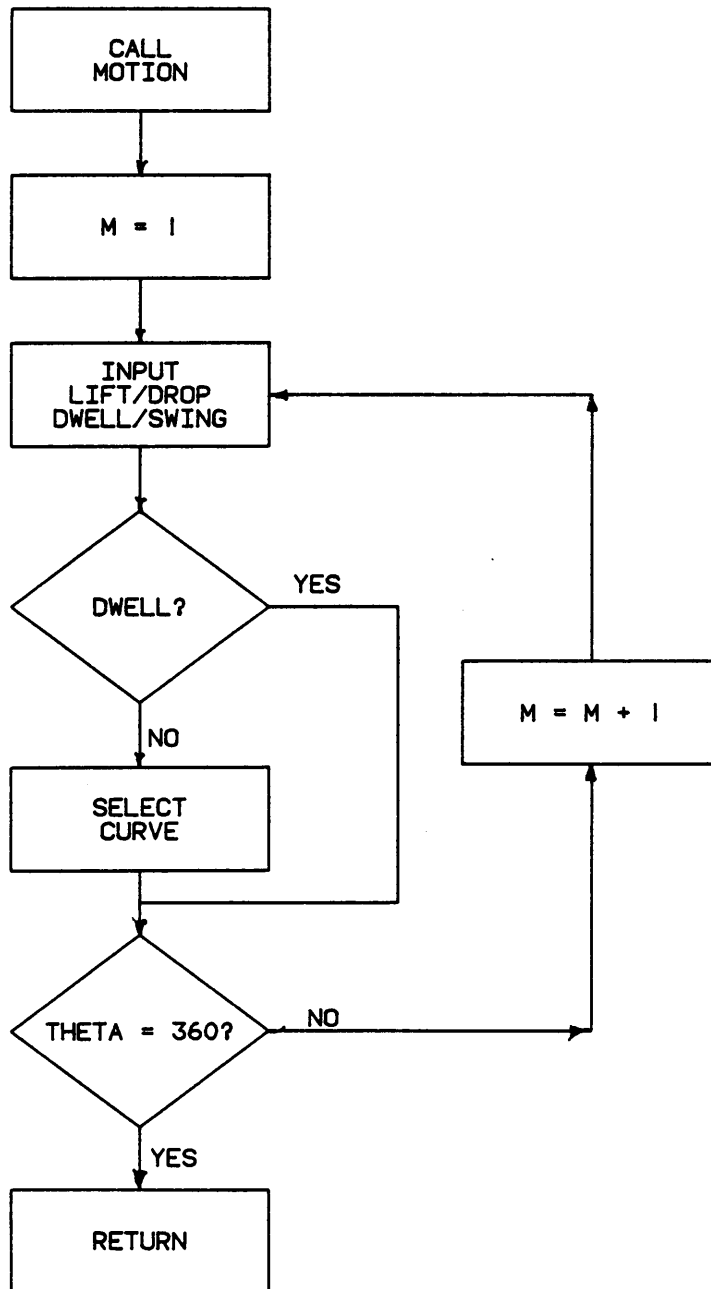 CALL
MOTION
M = 1
INPUT
LIFT/DROP
DWELL/SWING
DWELL?
YES
NO
SELECT
CURVE
M = M + 1
THETA = 360?
NO
YES
RETURN